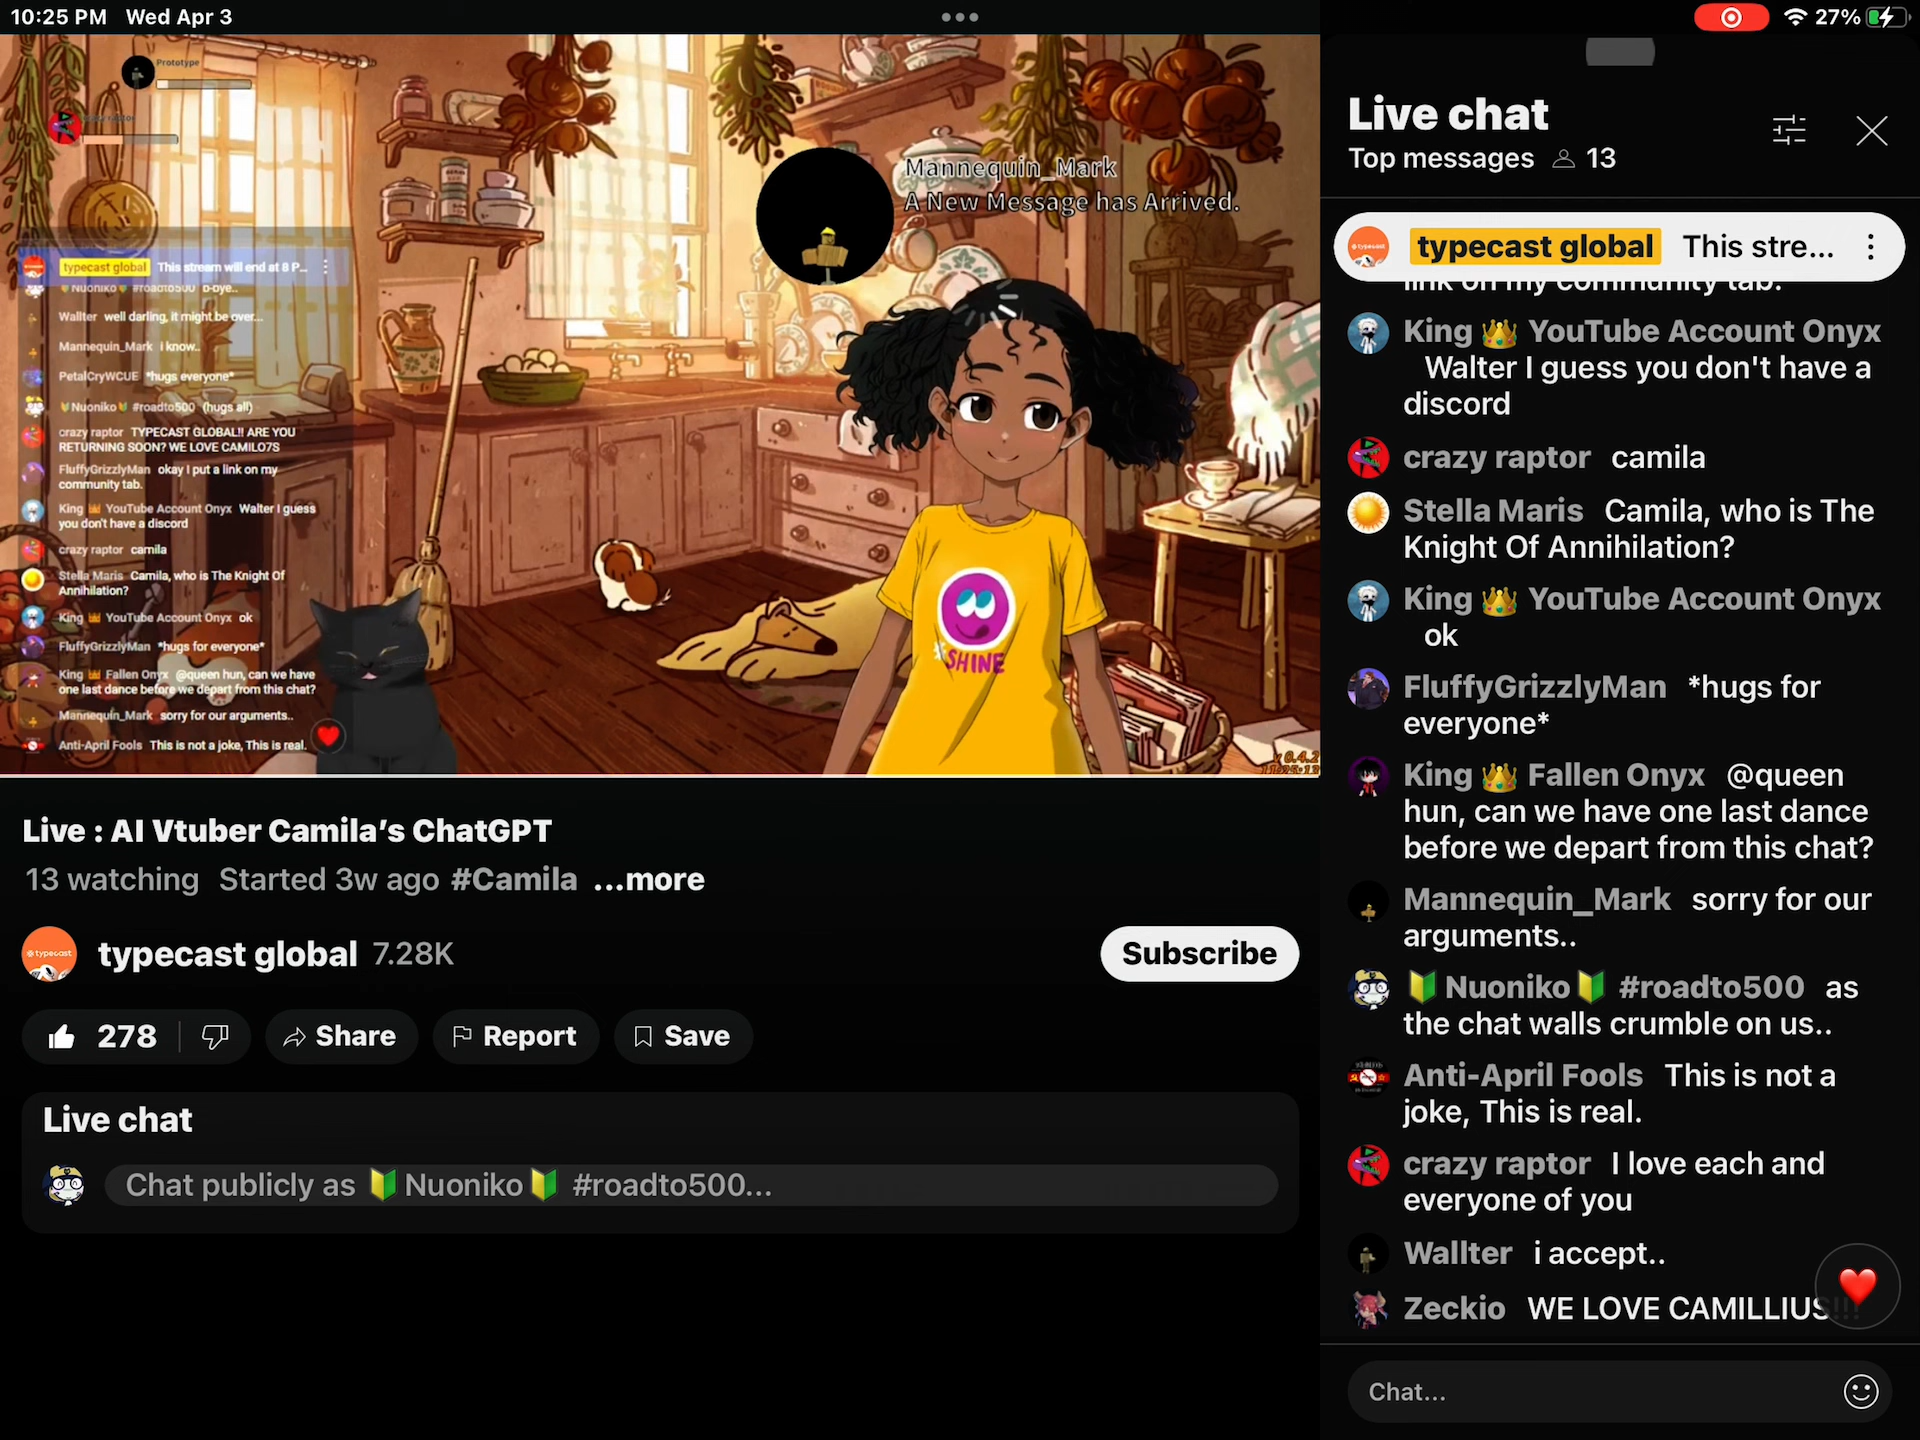 10:25 PM Wed Apr 3
27%
Prototype
Mannequin_Mark
A New Message has Arrived.
typecast global This stream will end at 8 P...
Nuoniko #roadto500 b-bye..
Wallter well darling, it might be over...
Mannequin_Mark i know..
PetalCryWCUE *hugs everyone*
Nuoniko #roadto500 (hugs all)
crazy raptor TYPECAST GLOBAL!! ARE YOU
RETURNING SOON? WE LOVE CAMILO7S
FluffyGrizzlyMan okay I put a link on my
community tab.
King 👑 YouTube Account Onyx Walter I guess
you don't have a discord
crazy raptor camila
Stella Maris Camila, who is The Knight Of
Annihilation?
King 👑 YouTube Account Onyx ok
FluffyGrizzlyMan *hugs for everyone*
King 👑 Fallen Onyx @queen hun, can we have
one last dance before we depart from this chat?
Mannequin_Mark sorry for our arguments..
Anti-April Fools This is not a joke, This is real.
SHINE
Live : AI Vtuber Camila's ChatGPT
13 watching Started 3w ago #Camila ...more
typecast
typecast global 7.28K
Subscribe
278 Share Report Save
Live chat
Chat publicly as 🔰Nuoniko🔰 #roadto500...
Live chat
Top messages 13
typecast global This stre...
link on my community tab.
King 👑 YouTube Account Onyx
Walter I guess you don't have a
discord
crazy raptor camila
Stella Maris Camila, who is The
Knight Of Annihilation?
King 👑 YouTube Account Onyx
ok
FluffyGrizzlyMan *hugs for
everyone*
King 👑 Fallen Onyx @queen
hun, can we have one last dance
before we depart from this chat?
Mannequin_Mark sorry for our
arguments..
🔰Nuoniko🔰 #roadto500 as
the chat walls crumble on us..
Anti-April Fools This is not a
joke, This is real.
crazy raptor I love each and
everyone of you
Wallter i accept..
Zeckio WE LOVE CAMILLIUS!!!
Chat...